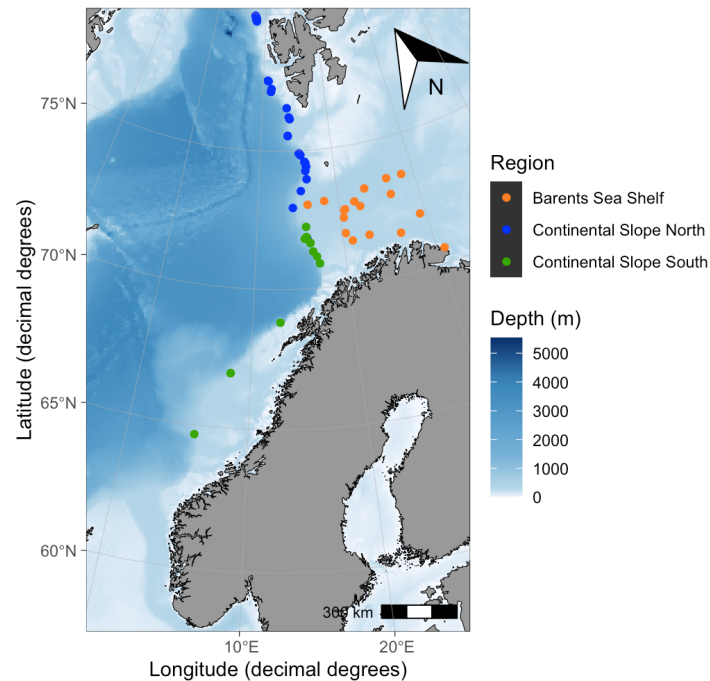 75°N
70°N
65°N
60°N
10°E
20°E
Latitude (decimal degrees)
Longitude (decimal degrees)
N
300 km
Region
Barents Sea Shelf
Continental Slope North
Continental Slope South
Depth (m)
5000
4000
3000
2000
1000
0